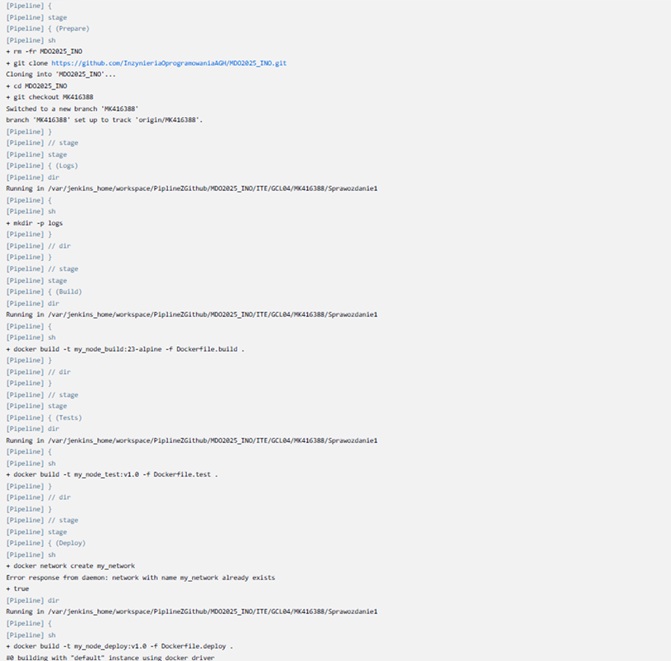 [Pipeline] {
[Pipeline] stage
[Pipeline] { (Prepare)
[Pipeline] sh
+ rm -fr MDO2025_INO
+ git clone https://github.com/InzynieriaOprogramowaniaAGH/MDO2025_INO.git
Cloning into 'MDO2025_INO'...
+ cd MDO2025_INO
+ git checkout MK416388
Switched to a new branch 'MK416388'
branch 'MK416388' set up to track 'origin/MK416388'.
[Pipeline] }
[Pipeline] // stage
[Pipeline] stage
[Pipeline] { (Logs)
[Pipeline] dir
Running in /var/jenkins_home/workspace/PiplineZGithub/MDO2025_INO/ITE/GCL04/MK416388/Sprawozdanie1
[Pipeline] {
[Pipeline] sh
+ mkdir -p logs
[Pipeline] }
[Pipeline] // dir
[Pipeline] }
[Pipeline] // stage
[Pipeline] stage
[Pipeline] { (Build)
[Pipeline] dir
Running in /var/jenkins_home/workspace/PiplineZGithub/MDO2025_INO/ITE/GCL04/MK416388/Sprawozdanie1
[Pipeline] {
[Pipeline] sh
+ docker build -t my_node_build:23-alpine -f Dockerfile.build .
[Pipeline] }
[Pipeline] // dir
[Pipeline] }
[Pipeline] // stage
[Pipeline] stage
[Pipeline] { (Tests)
[Pipeline] dir
Running in /var/jenkins_home/workspace/PiplineZGithub/MDO2025_INO/ITE/GCL04/MK416388/Sprawozdanie1
[Pipeline] {
[Pipeline] sh
+ docker build -t my_node_test:v1.0 -f Dockerfile.test .
[Pipeline] }
[Pipeline] // dir
[Pipeline] }
[Pipeline] // stage
[Pipeline] stage
[Pipeline] { (Deploy)
[Pipeline] sh
+ docker network create my_network
Error response from daemon: network with name my_network already exists
+ true
[Pipeline] dir
Running in /var/jenkins_home/workspace/PiplineZGithub/MDO2025_INO/ITE/GCL04/MK416388/Sprawozdanie1
[Pipeline] {
[Pipeline] sh
+ docker build -t my_node_deploy:v1.0 -f Dockerfile.deploy .
#0 building with "default" instance using docker driver